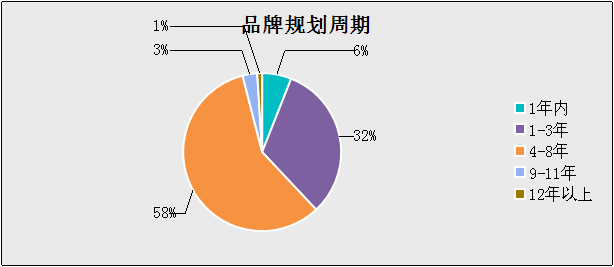 品牌规划周期
1%
3%
6%
32%
58%
1年内
1-3年
4-8年
9-11年
12年以上